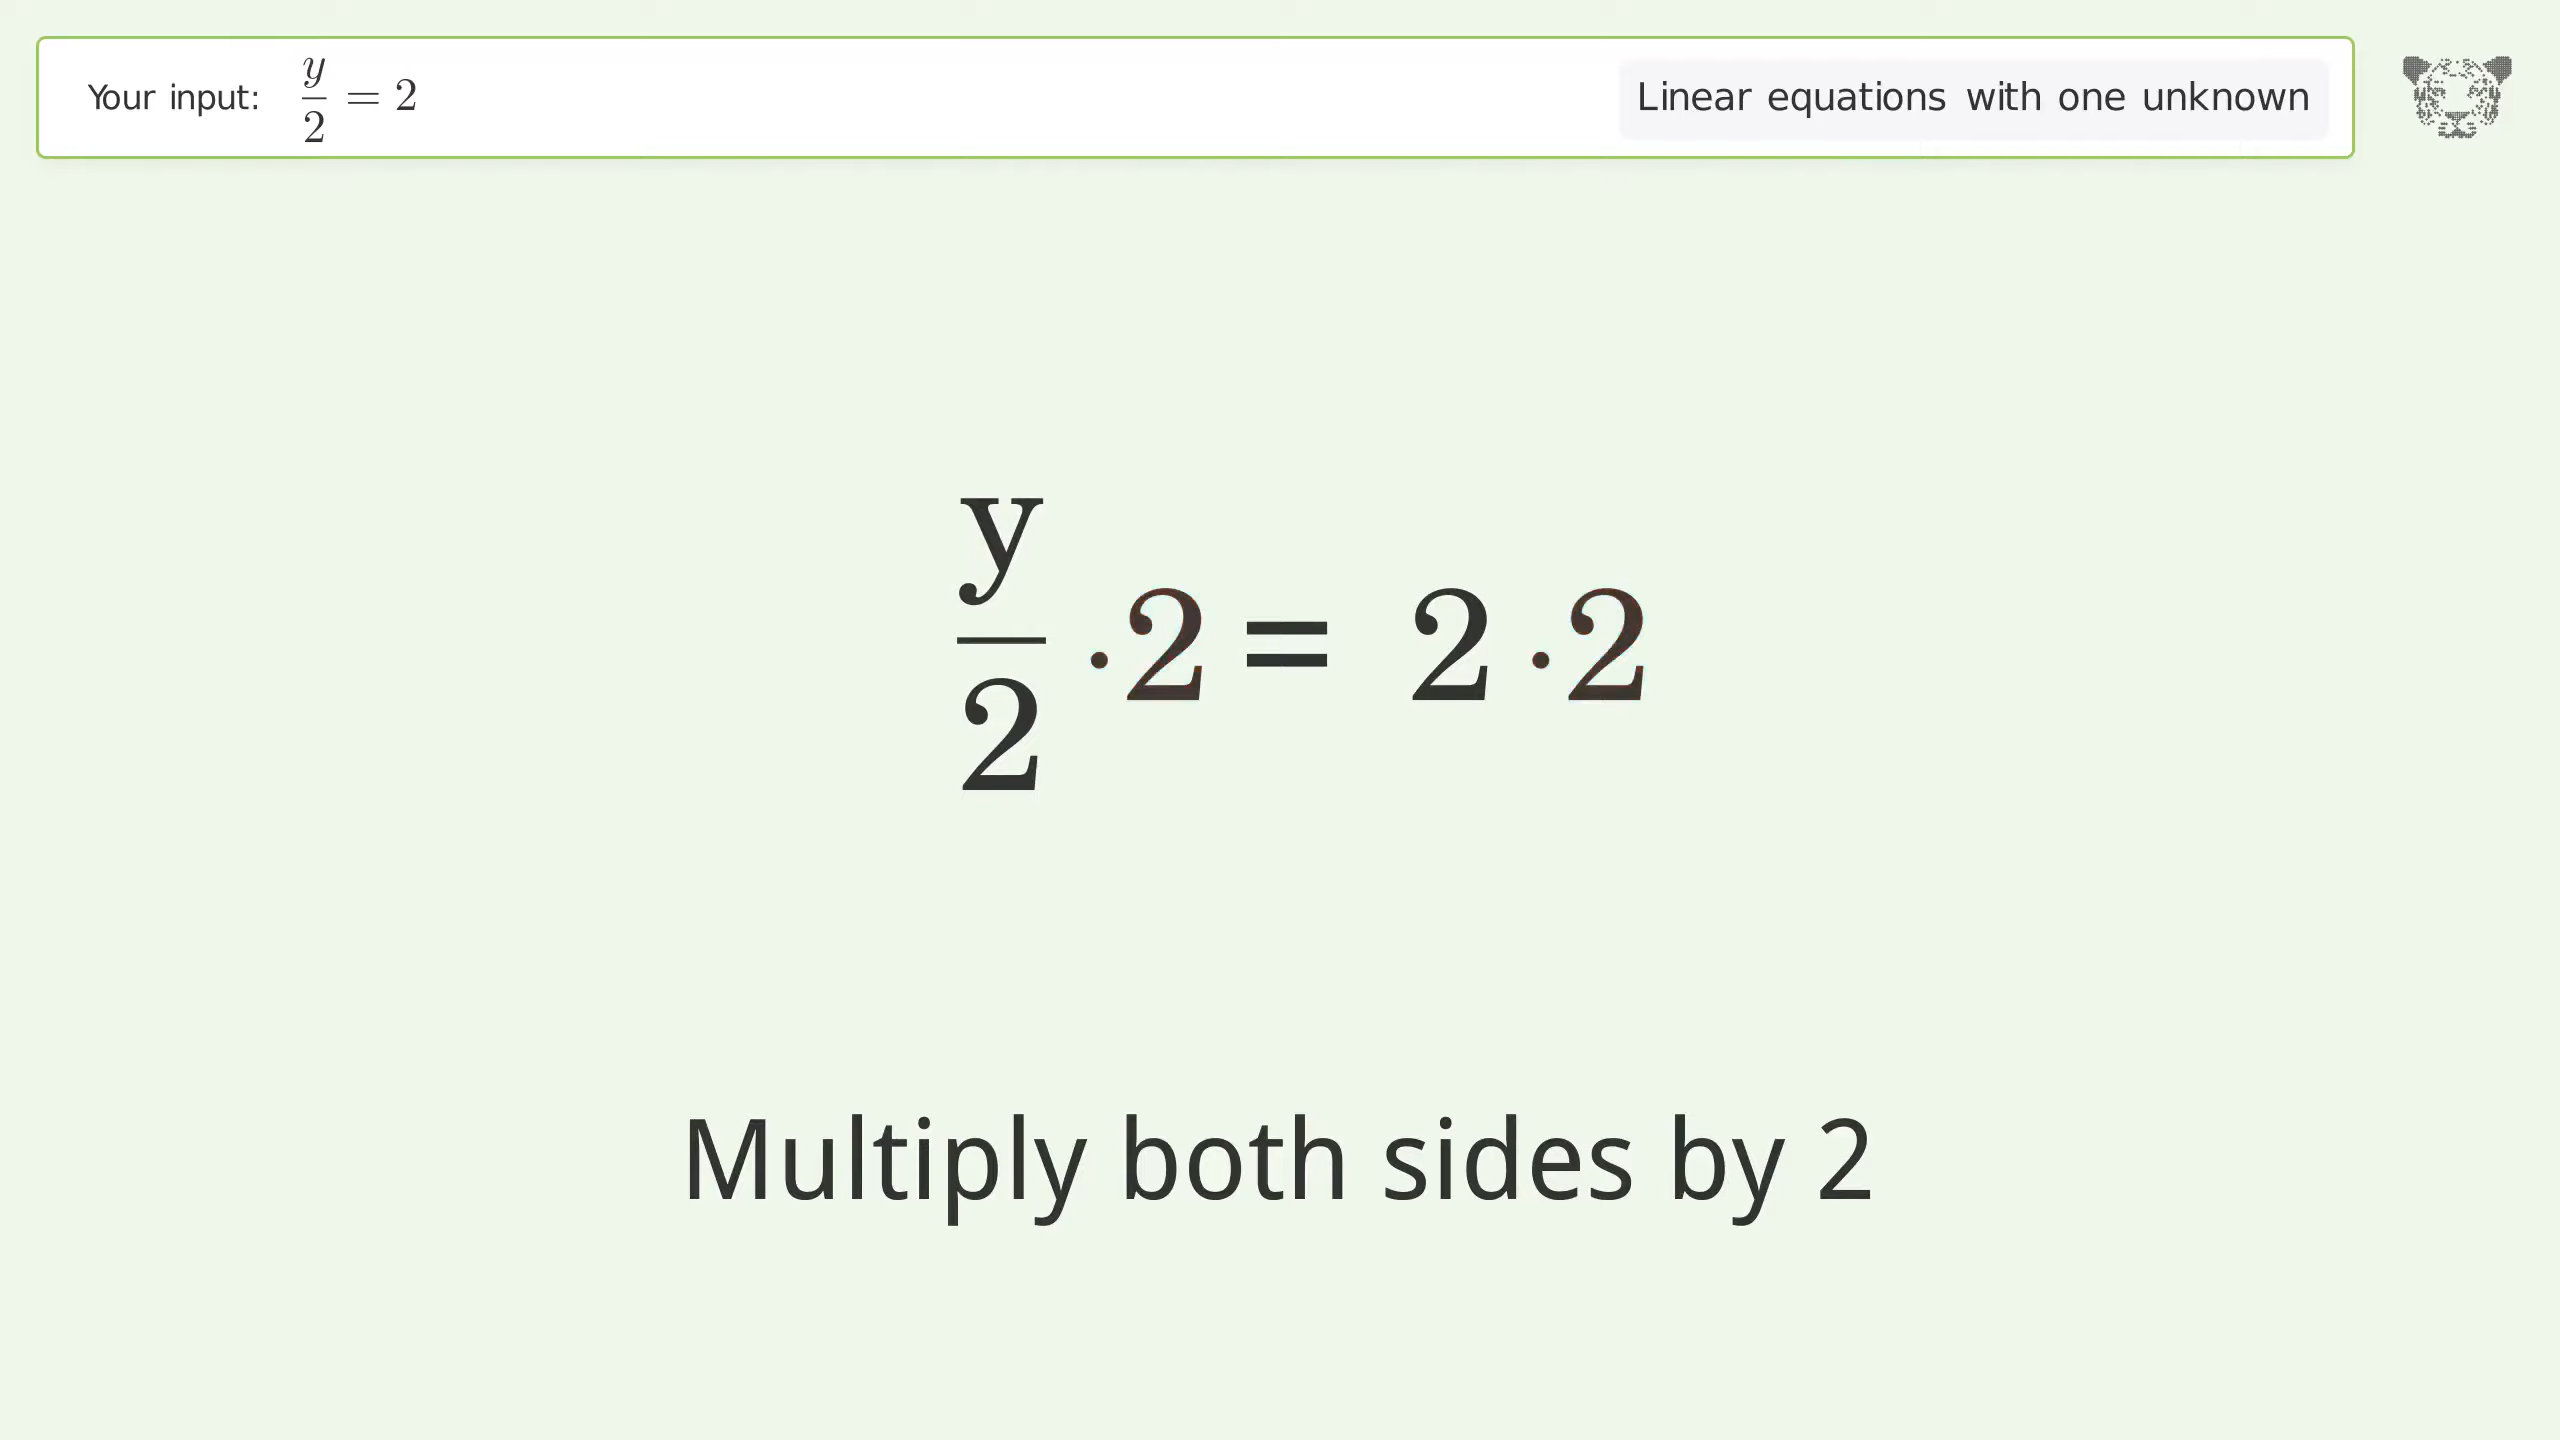 Your input: y/2 = 2
Linear equations with one unknown
y/2 ·2 = 2 ·2
Multiply both sides by 2